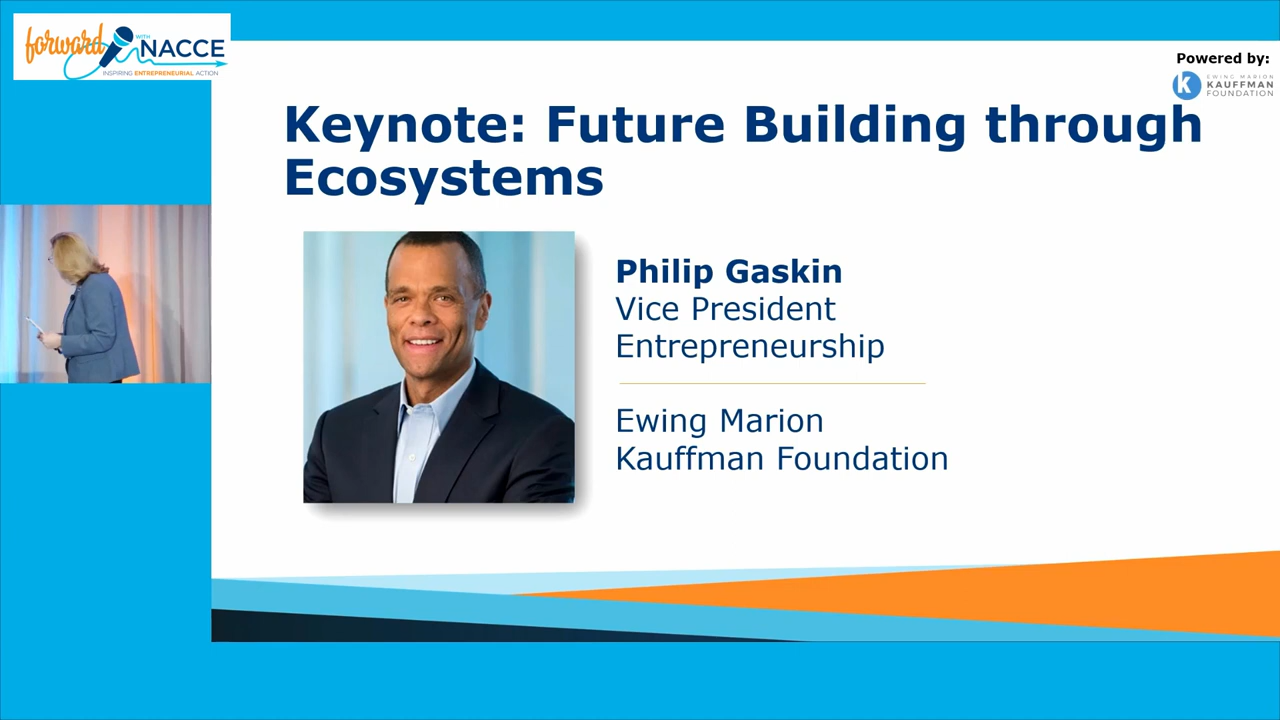 forward
WITH
NACCE
INSPIRING ENTREPRENEURIAL ACTION
Powered by:
EWING MARION
KAUFFMAN
FOUNDATION
Keynote: Future Building through
Ecosystems
Philip Gaskin
Vice President
Entrepreneurship
Ewing Marion
Kauffman Foundation